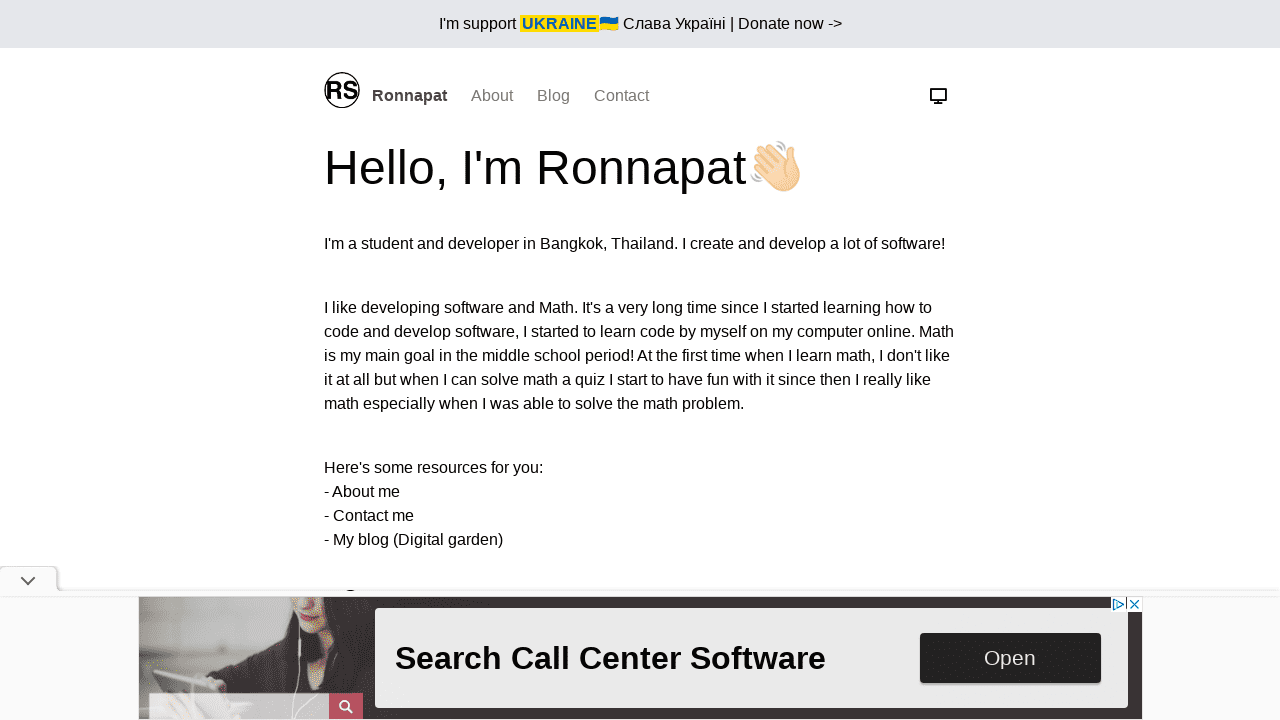 I'm support UKRAINE🇺🇦 Слава Україні | Donate now ->
RS Ronnapat About Blog Contact
Hello, I'm Ronnapat👋🏻
I'm a student and developer in Bangkok, Thailand. I create and develop a lot of software!
I like developing software and Math. It's a very long time since I started learning how to
code and develop software, I started to learn code by myself on my computer online. Math
is my main goal in the middle school period! At the first time when I learn math, I don't like
it at all but when I can solve math a quiz I start to have fun with it since then I really like
math especially when I was able to solve the math problem.
Here's some resources for you:
- About me
- Contact me
- My blog (Digital garden)
Search Call Center Software
Open